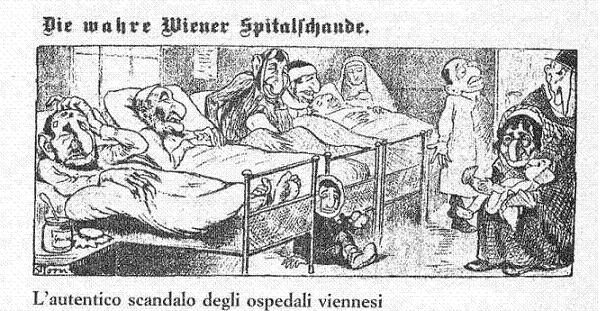 Die wahre Wiener Spitalschande.
L'autentico scandalo degli ospedali viennesi